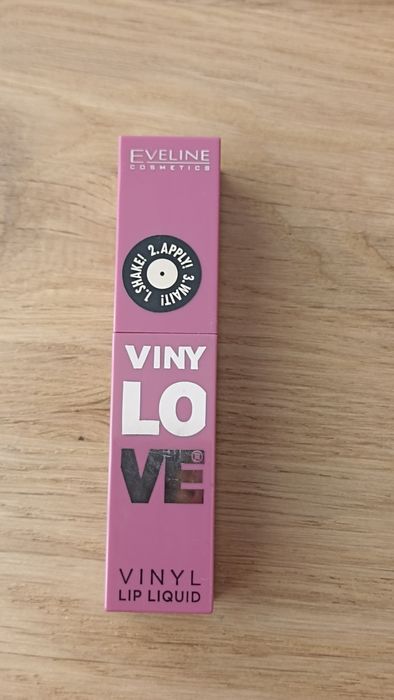 EVELINE
COSMETICS
1.SHAKE! 2.APPLY! 3.WAIT!
VINY
LO
VE®
VINYL
LIP LIQUID